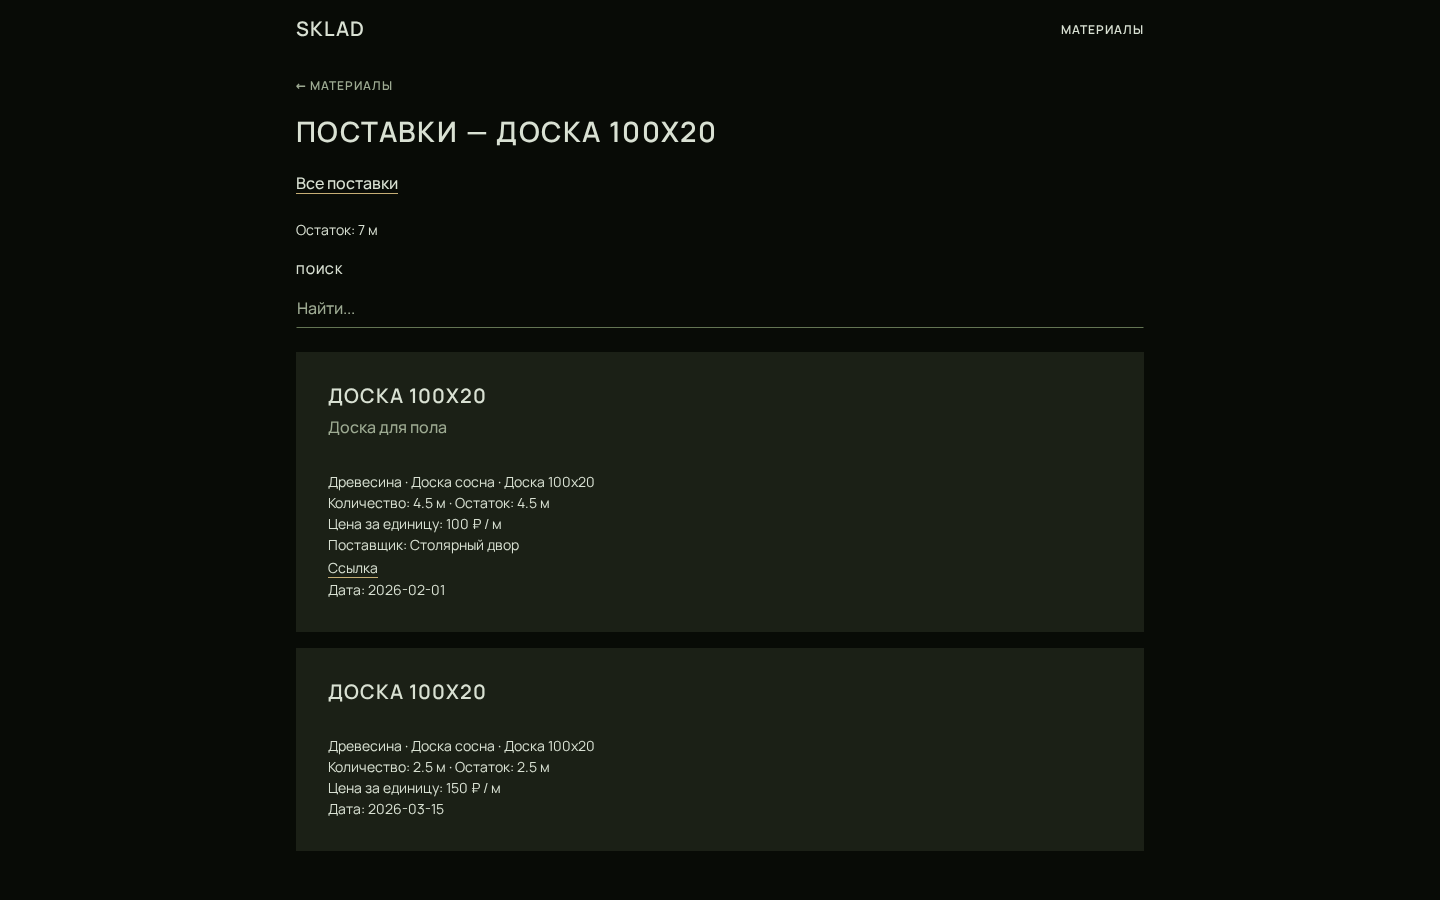 SKLAD
МАТЕРИАЛЫ
← МАТЕРИАЛЫ
ПОСТАВКИ — ДОСКА 100X20
Все поставки
Остаток: 7 м
ПОИСК
Найти...
ДОСКА 100X20
Доска для пола
Древесина · Доска сосна · Доска 100x20
Количество: 4.5 м · Остаток: 4.5 м
Цена за единицу: 100 ₽ / м
Поставщик: Столярный двор
Ссылка
Дата: 2026-02-01
ДОСКА 100X20
Древесина · Доска сосна · Доска 100x20
Количество: 2.5 м · Остаток: 2.5 м
Цена за единицу: 150 ₽ / м
Дата: 2026-03-15